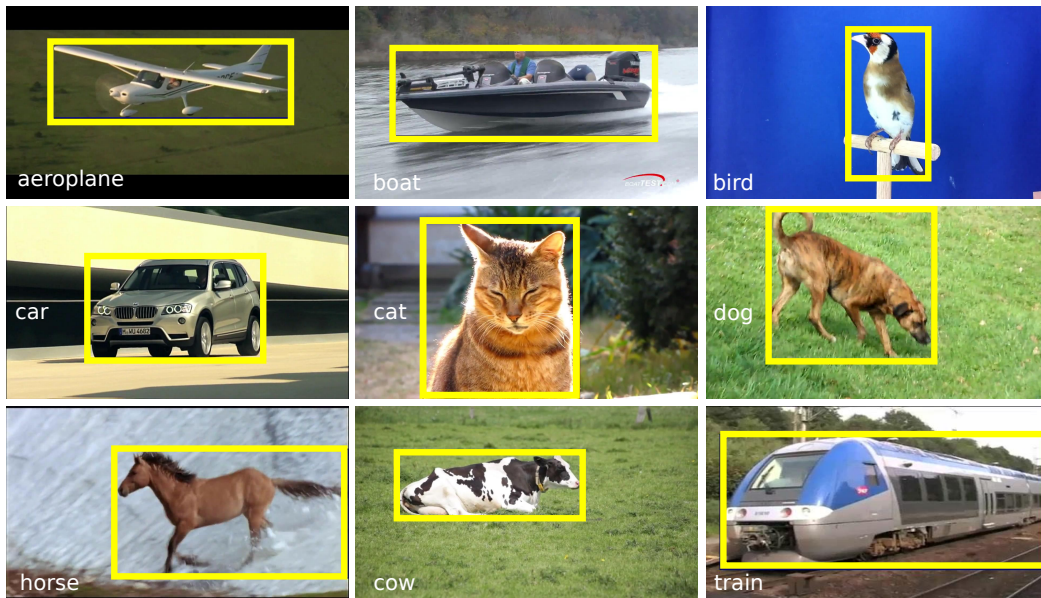 aeroplane
boat
bird
car
cat
dog
horse
cow
train